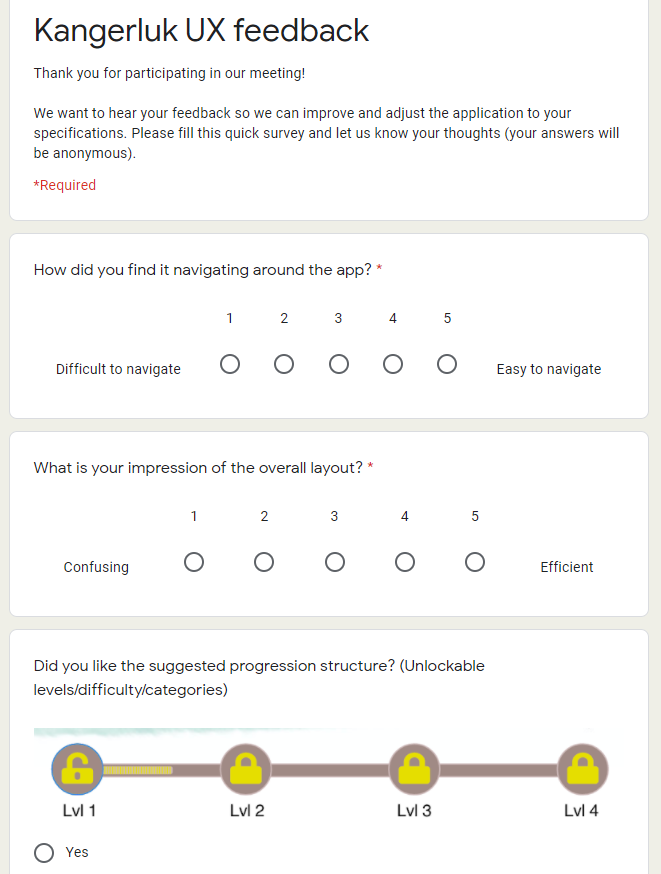 Kangerluk UX feedback
Thank you for participating in our meeting!
We want to hear your feedback so we can improve and adjust the application to your
specifications. Please fill this quick survey and let us know your thoughts (your answers will
be anonymous).
*Required
How did you find it navigating around the app? *
1 2 3 4 5
Difficult to navigate Easy to navigate
What is your impression of the overall layout? *
1 2 3 4 5
Confusing Efficient
Did you like the suggested progression structure? (Unlockable
levels/difficulty/categories)
Lvl 1 Lvl 2 Lvl 3 Lvl 4
Yes